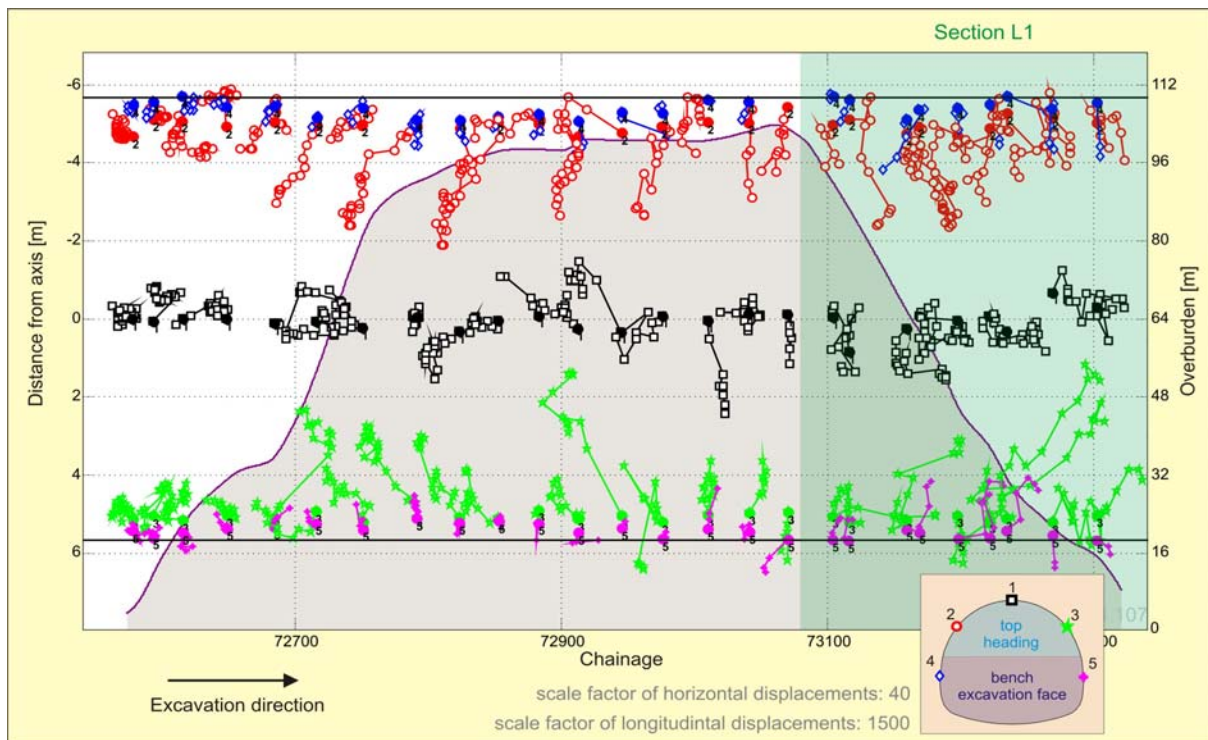 Section L1
-6
-4
-2
0
2
4
6
Distance from axis [m]
112
96
80
64
48
32
16
0
Overburden [m]
72700
72900
73100
Chainage
Excavation direction
scale factor of horizontal displacements: 40
scale factor of longitudintal displacements: 1500
1
2
3
4
5
top
heading
bench
excavation face
107